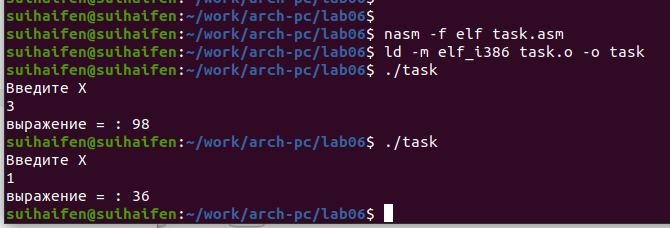 suihaifen@suihaifen:~/work/arch-pc/lab06$
suihaifen@suihaifen:~/work/arch-pc/lab06$ nasm -f elf task.asm
suihaifen@suihaifen:~/work/arch-pc/lab06$ ld -m elf_i386 task.o -o task
suihaifen@suihaifen:~/work/arch-pc/lab06$ ./task
Введите X
3
выражение = : 98
suihaifen@suihaifen:~/work/arch-pc/lab06$ ./task
Введите X
1
выражение = : 36
suihaifen@suihaifen:~/work/arch-pc/lab06$